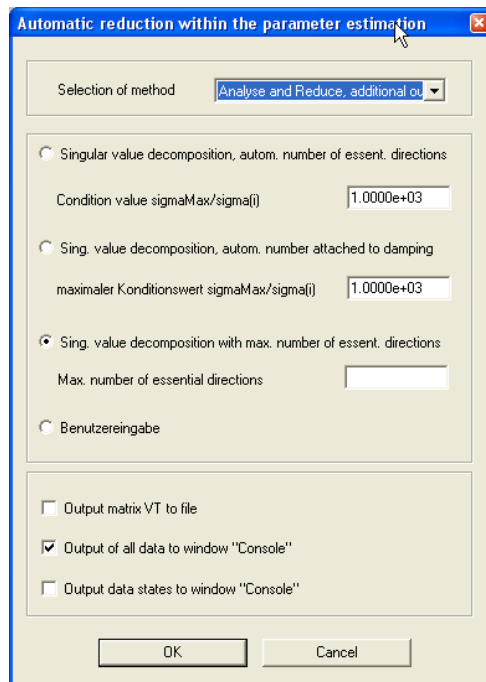 Automatic reduction within the parameter estimation
Selection of method
Analyse and Reduce, additional ou
Singular value decomposition, autom. number of essent. directions
Condition value sigmaMax/sigma(i)
1.0000e+03
Sing. value decomposition, autom. number attached to damping
maximaler Konditionswert sigmaMax/sigma(i)
1.0000e+03
Sing. value decomposition with max. number of essent. directions
Max. number of essential directions
Benutzereingabe
Output matrix VT to file
Output of all data to window "Console"
Output data states to window "Console"
OK
Cancel